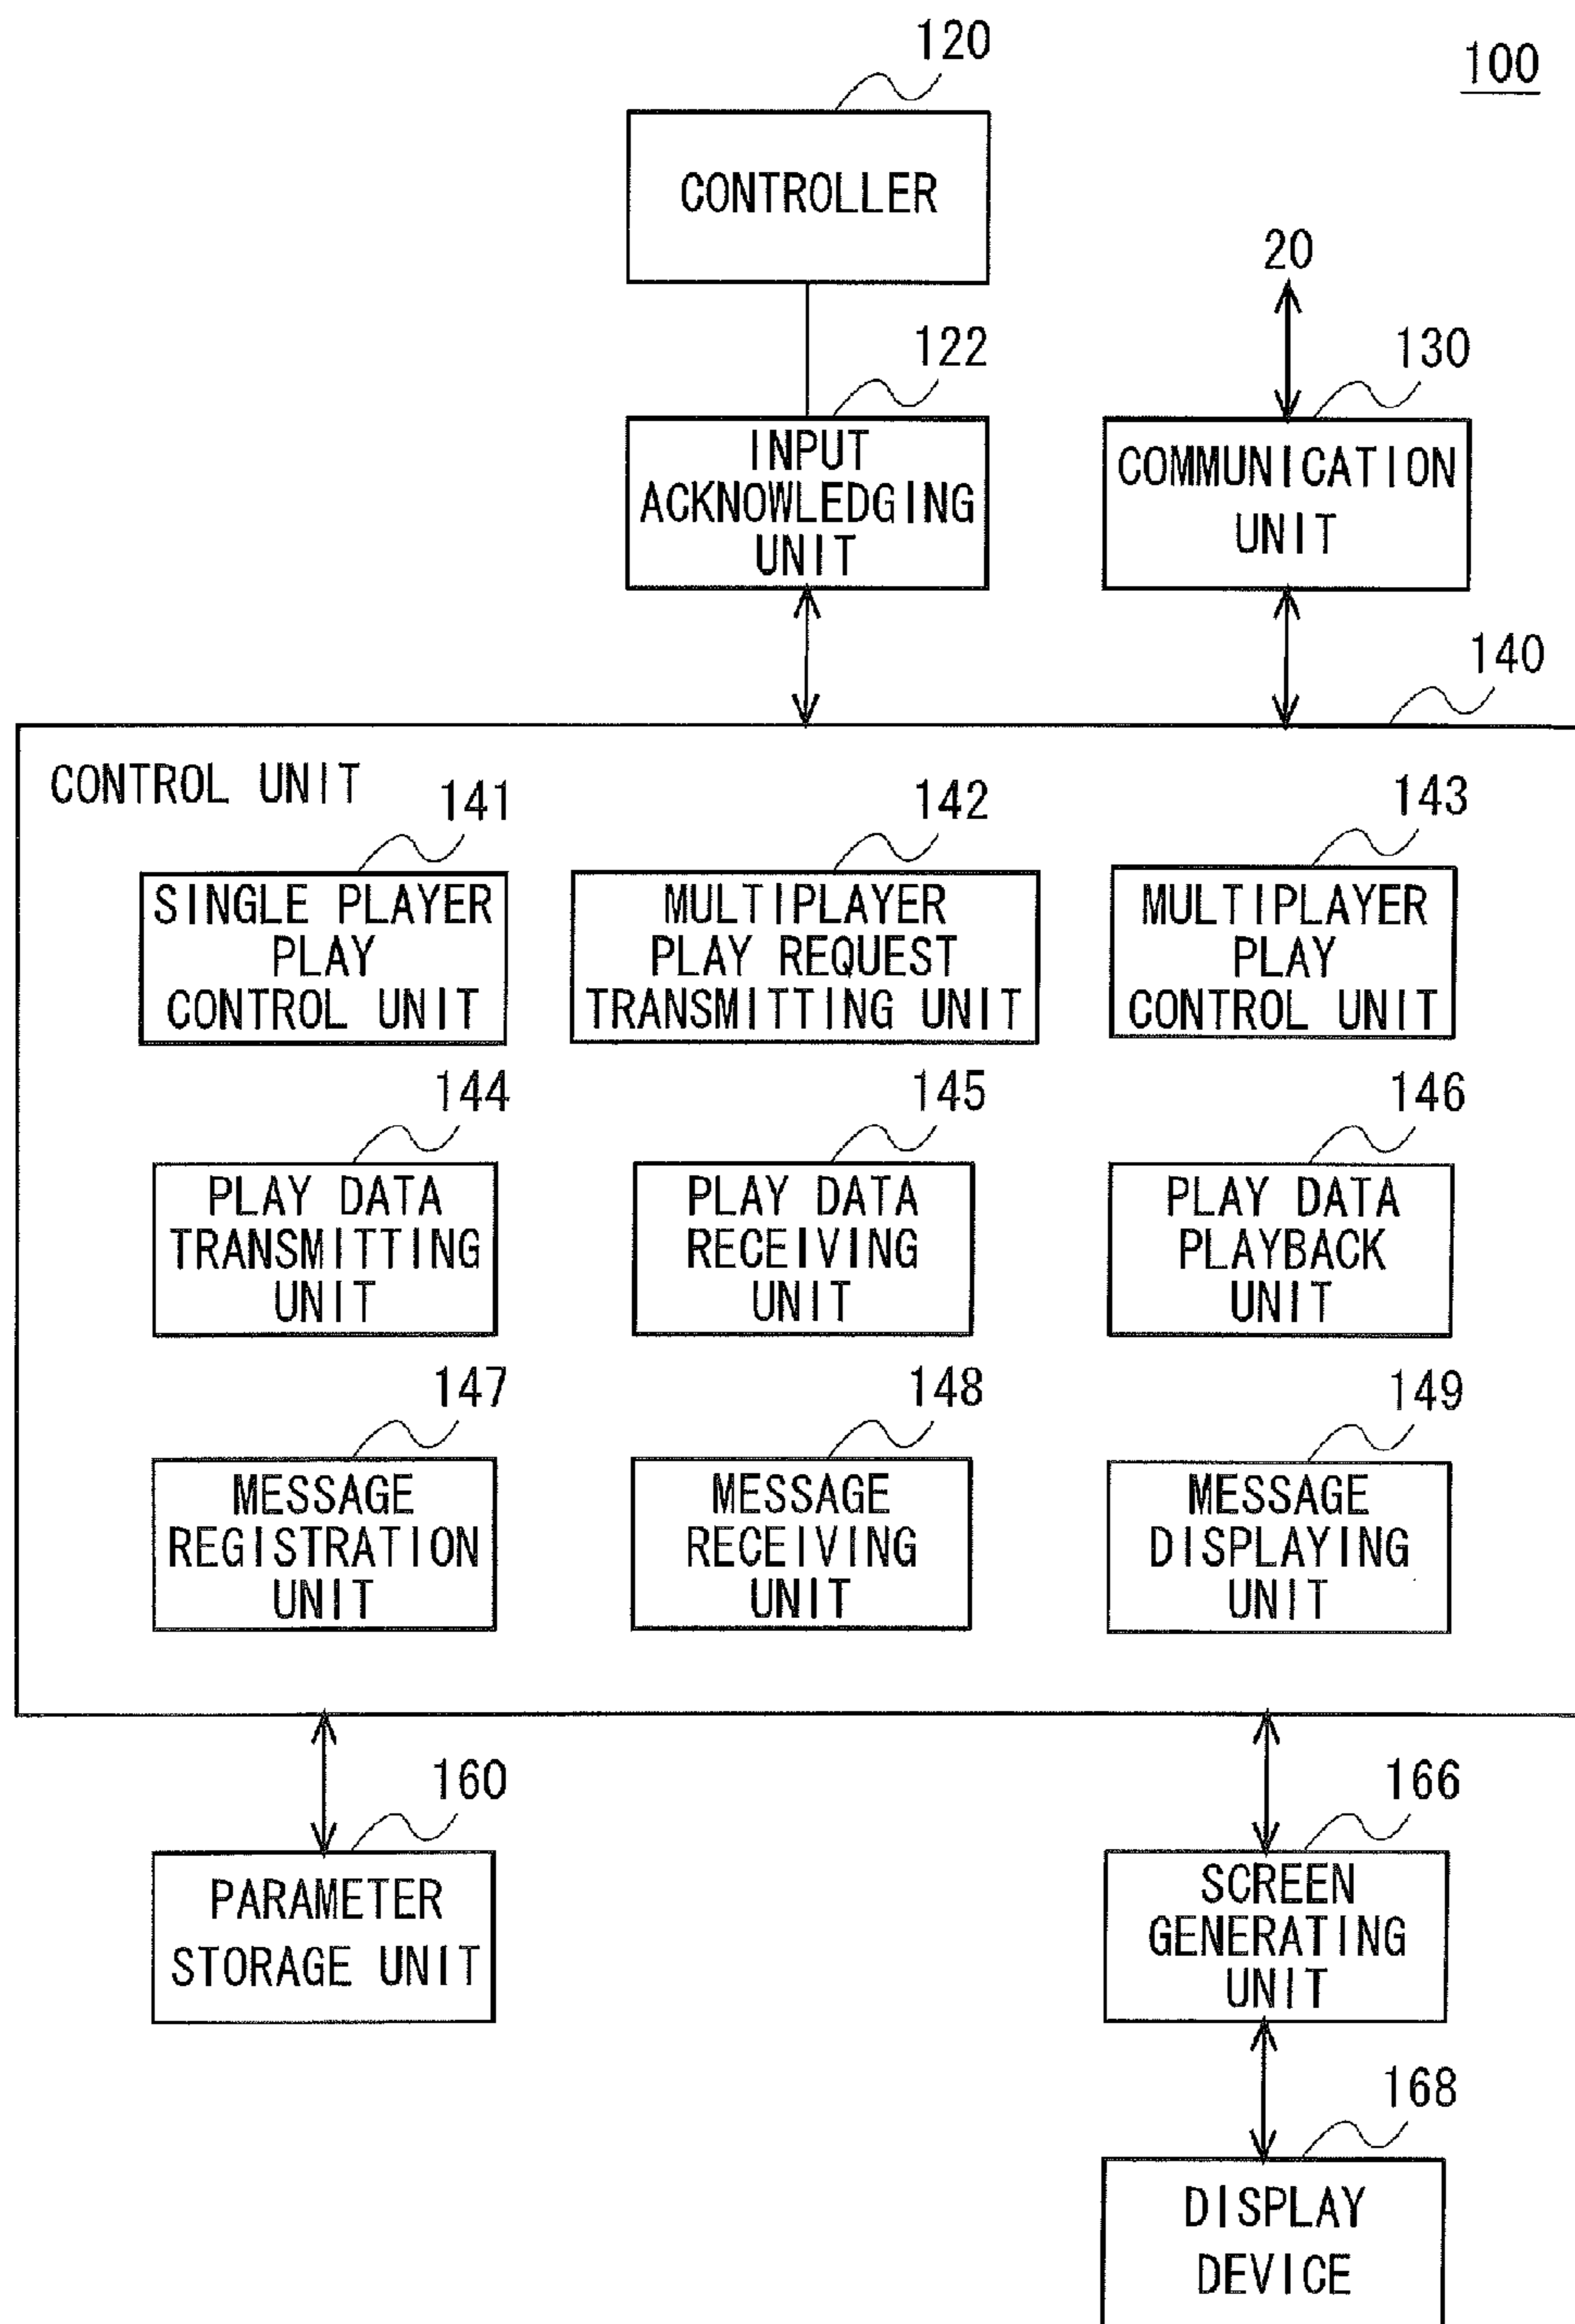 120
100
CONTROLLER
20
122
130
INPUT
ACKNOWLEDGING
UNIT
COMMUNICATION
UNIT
140
CONTROL UNIT
141
142
143
SINGLE PLAYER
PLAY
CONTROL UNIT
MULTIPLAYER
PLAY REQUEST
TRANSMITTING UNIT
MULTIPLAYER
PLAY
CONTROL UNIT
144
145
146
PLAY DATA
TRANSMITTING
UNIT
PLAY DATA
RECEIVING
UNIT
PLAY DATA
PLAYBACK
UNIT
147
148
149
MESSAGE
REGISTRATION
UNIT
MESSAGE
RECEIVING
UNIT
MESSAGE
DISPLAYING
UNIT
160
166
PARAMETER
STORAGE UNIT
SCREEN
GENERATING
UNIT
168
DISPLAY
DEVICE